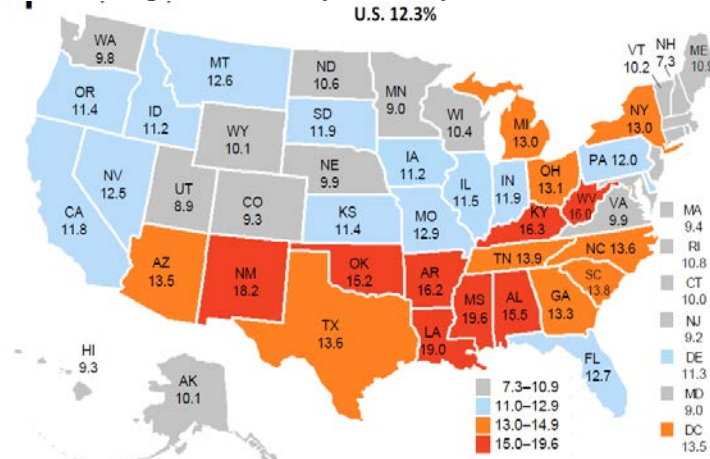 U.S. 12.3%
WA
9.8
MT
12.6
ND
10.6
MN
9.0
VT
10.2
NH
7.3
ME
10.9
OR
11.4
ID
11.2
WY
10.1
SD
11.9
WI
10.4
MI
13.0
NY
13.0
NV
12.5
UT
8.9
CO
9.3
NE
9.9
IA
11.2
IL
11.5
IN
11.9
OH
13.1
PA 12.0
CA
11.8
KS
11.4
MO
12.9
KY
16.3
WV
16.0
VA
9.9
AZ
13.5
NM
18.2
OK
15.2
AR
16.2
TN 13.9
NC 13.6
SC
13.8
TX
13.6
LA
19.0
MS
19.6
AL
15.5
GA
13.3
FL
12.7
HI
9.3
AK
10.1
MA
9.4
RI
10.8
CT
10.0
NJ
9.2
DE
11.3
MD
9.0
DC
13.5
7.3–10.9
11.0–12.9
13.0–14.9
15.0–19.6